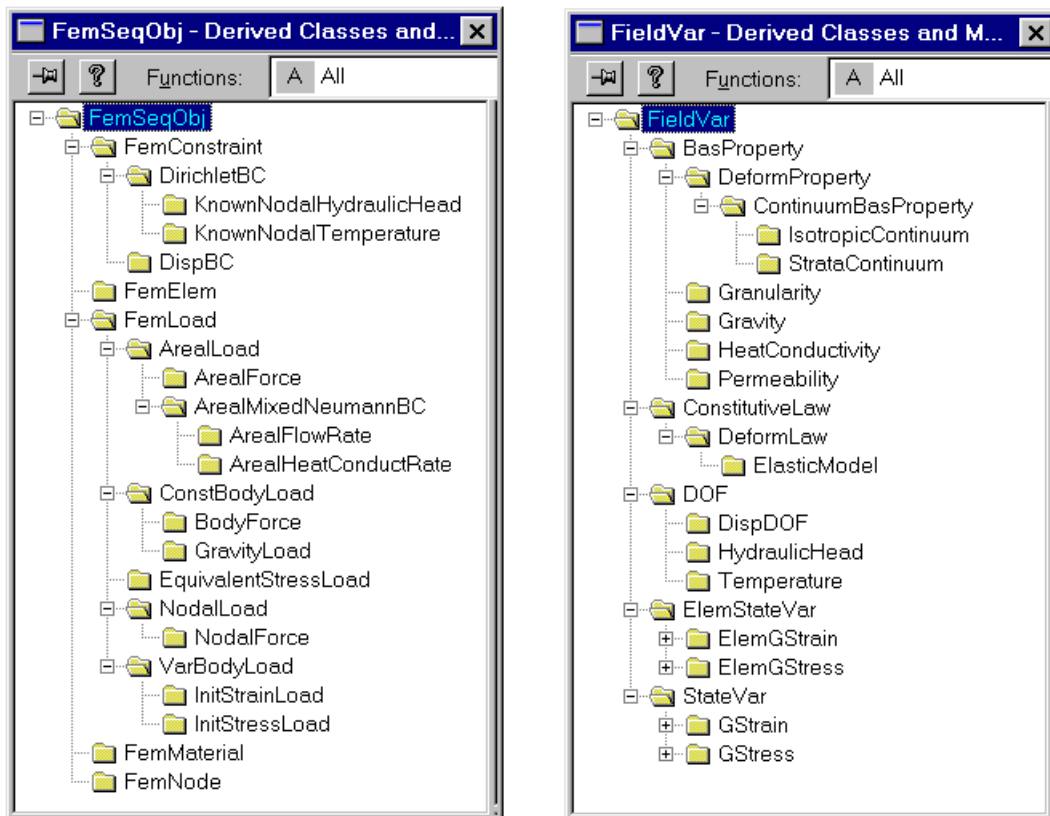 FemSeqObj - Derived Classes and...
Functions: A All
FemSeqObj
FemConstraint
DirichletBC
KnownNodalHydraulicHead
KnownNodalTemperature
DispBC
FemElem
FemLoad
ArealLoad
ArealForce
ArealMixedNeumannBC
ArealFlowRate
ArealHeatConductRate
ConstBodyLoad
BodyForce
GravityLoad
EquivalentStressLoad
NodalLoad
NodalForce
VarBodyLoad
InitStrainLoad
InitStressLoad
FemMaterial
FemNode
FieldVar - Derived Classes and M...
Functions: A All
FieldVar
BasProperty
DeformProperty
ContinuumBasProperty
IsotropicContinuum
StrataContinuum
Granularity
Gravity
HeatConductivity
Permeability
ConstitutiveLaw
DeformLaw
ElasticModel
DOF
DispDOF
HydraulicHead
Temperature
ElemStateVar
ElemGStrain
ElemGStress
StateVar
GStrain
GStress